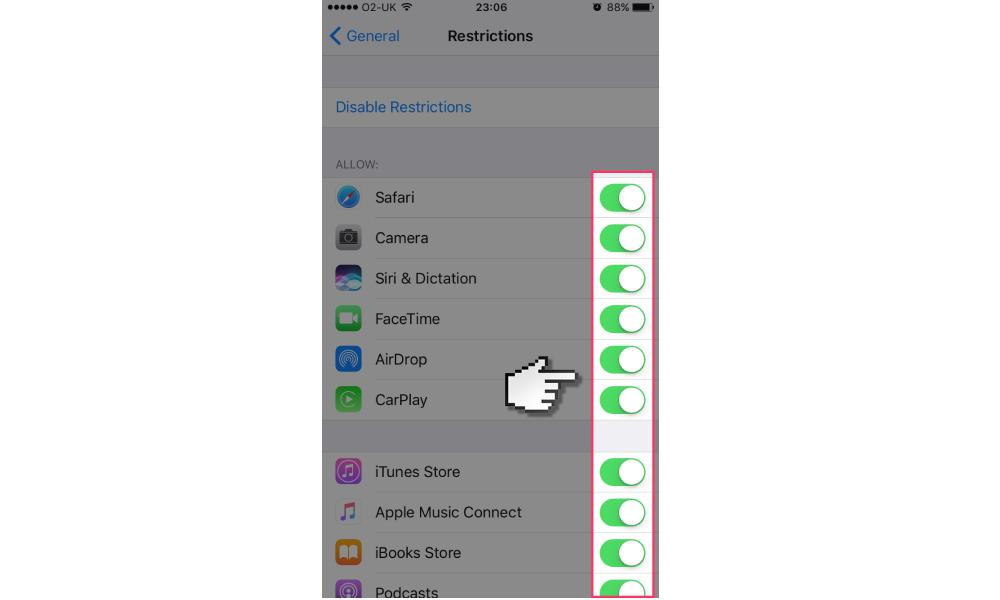 O2-UK 23:06 88%
General Restrictions
Disable Restrictions
ALLOW:
Safari
Camera
Siri & Dictation
FaceTime
AirDrop
CarPlay
iTunes Store
Apple Music Connect
iBooks Store
Podcasts